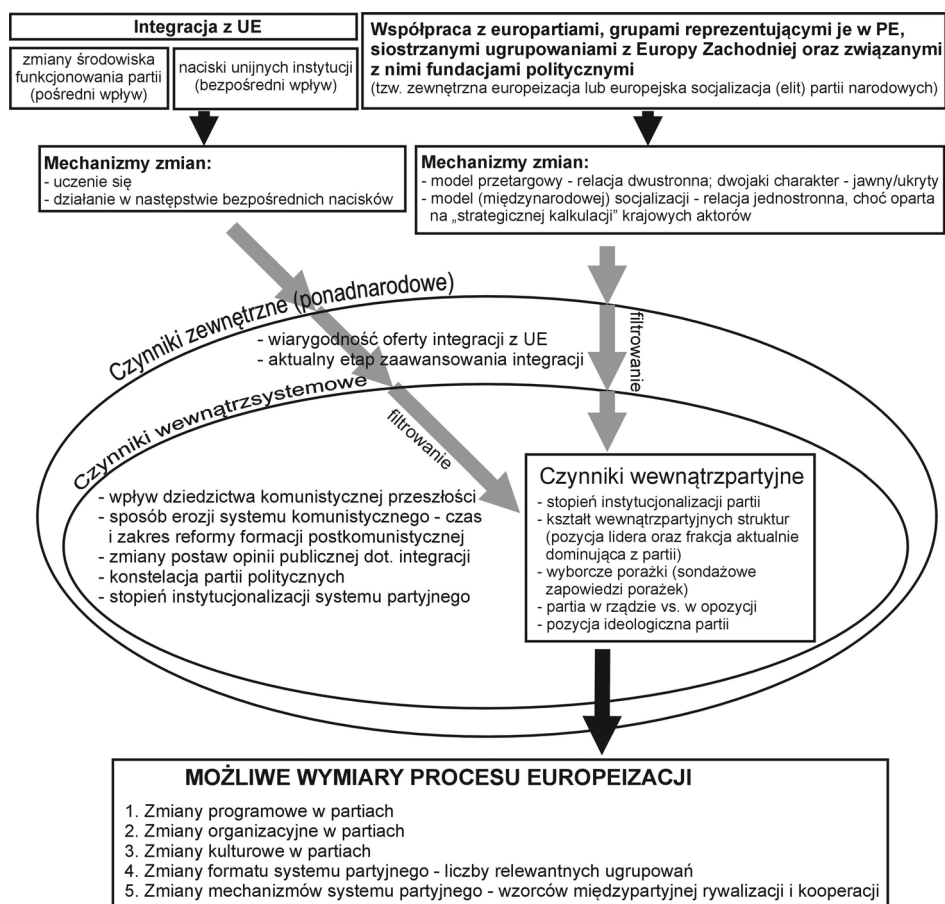 Integracja z UE
zmiany środowiska
funkcjonowania partii
(pośredni wpływ)
naciski unijnych instytucji
(bezpośredni wpływ)
Współpraca z europartiami, grupami reprezentującymi je w PE,
siostrzanymi ugrupowaniami z Europy Zachodniej oraz związanymi
z nimi fundacjami politycznymi
(tzw. zewnętrzna europeizacja lub europejska socjalizacja (elit) partii narodowych)
Mechanizmy zmian:
- uczenie się
- działanie w następstwie bezpośrednich nacisków
Mechanizmy zmian:
- model przetargowy - relacja dwustronna; dwojaki charakter - jawny/ukryty
- model (międzynarodowej) socjalizacji - relacja jednostronna, choć oparta
na „strategicznej kalkulacji” krajowych aktorów
Czynniki zewnętrzne (ponadnarodowe)
- wiarygodność oferty integracji z UE
- aktualny etap zaawansowania integracji
filtrowanie
Czynniki wewnątrzsystemowe
filtrowanie
- wpływ dziedzictwa komunistycznej przeszłości
- sposób erozji systemu komunistycznego - czas
i zakres reformy formacji postkomunistycznej
- zmiany postaw opinii publicznej dot. integracji
- konstelacja partii politycznych
- stopień instytucjonalizacji systemu partyjnego
Czynniki wewnątrzpartyjne
- stopień instytucjonalizacji partii
- kształt wewnątrzpartyjnych struktur
(pozycja lidera oraz frakcja aktualnie
dominująca z partii)
- wyborcze porażki (sondażowe
zapowiedzi porażek)
- partia w rządzie vs. w opozycji
- pozycja ideologiczna partii
MOŻLIWE WYMIARY PROCESU EUROPEIZACJI
1. Zmiany programowe w partiach
2. Zmiany organizacyjne w partiach
3. Zmiany kulturowe w partiach
4. Zmiany formatu systemu partyjnego - liczby relewantnych ugrupowań
5. Zmiany mechanizmów systemu partyjnego - wzorców międzypartyjnej rywalizacji i kooperacji